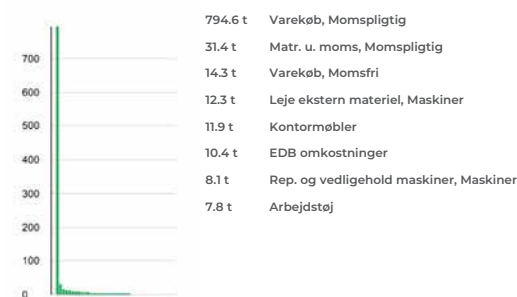 794.6 t Varekøb, Momspligtig
31.4 t Matr. u. moms, Momspligtig
14.3 t Varekøb, Momsfri
12.3 t Leje ekstern materiel, Maskiner
11.9 t Kontormøbler
10.4 t EDB omkostninger
8.1 t Rep. og vedligehold maskiner, Maskiner
7.8 t Arbejdstøj
700
600
500
400
300
200
100
0